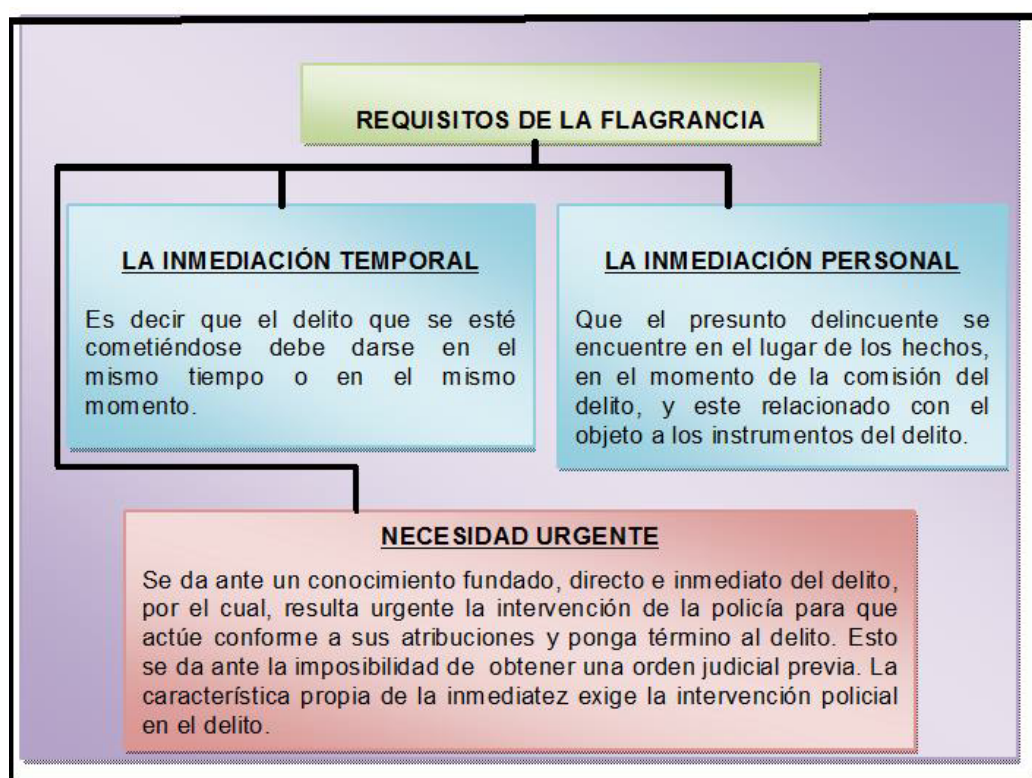 REQUISITOS DE LA FLAGRANCIA
LA INMEDIACIÓN TEMPORAL
Es decir que el delito que se esté
cometiéndose debe darse en el
mismo tiempo o en el mismo
momento.
LA INMEDIACIÓN PERSONAL
Que el presunto delincuente se
encuentre en el lugar de los hechos,
en el momento de la comisión del
delito, y este relacionado con el
objeto a los instrumentos del delito.
NECESIDAD URGENTE
Se da ante un conocimiento fundado, directo e inmediato del delito,
por el cual, resulta urgente la intervención de la policía para que
actúe conforme a sus atribuciones y ponga término al delito. Esto
se da ante la imposibilidad de obtener una orden judicial previa. La
característica propia de la inmediatez exige la intervención policial
en el delito.